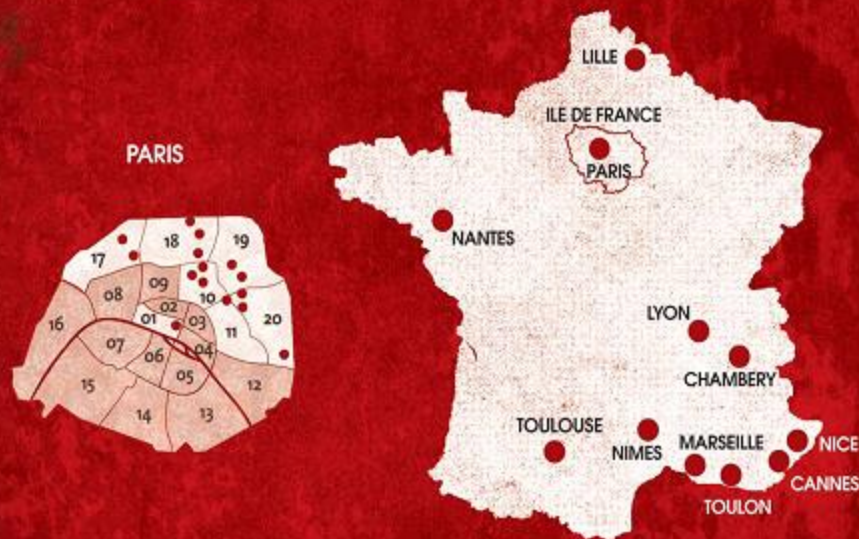 PARIS
17
18
19
08
09
10
16
01
02
03
11
20
07
06
04
05
15
12
14
13
LILLE
ILE DE FRANCE
PARIS
NANTES
LYON
CHAMBERY
TOULOUSE
NIMES
MARSEILLE
NICE
CANNES
TOULON